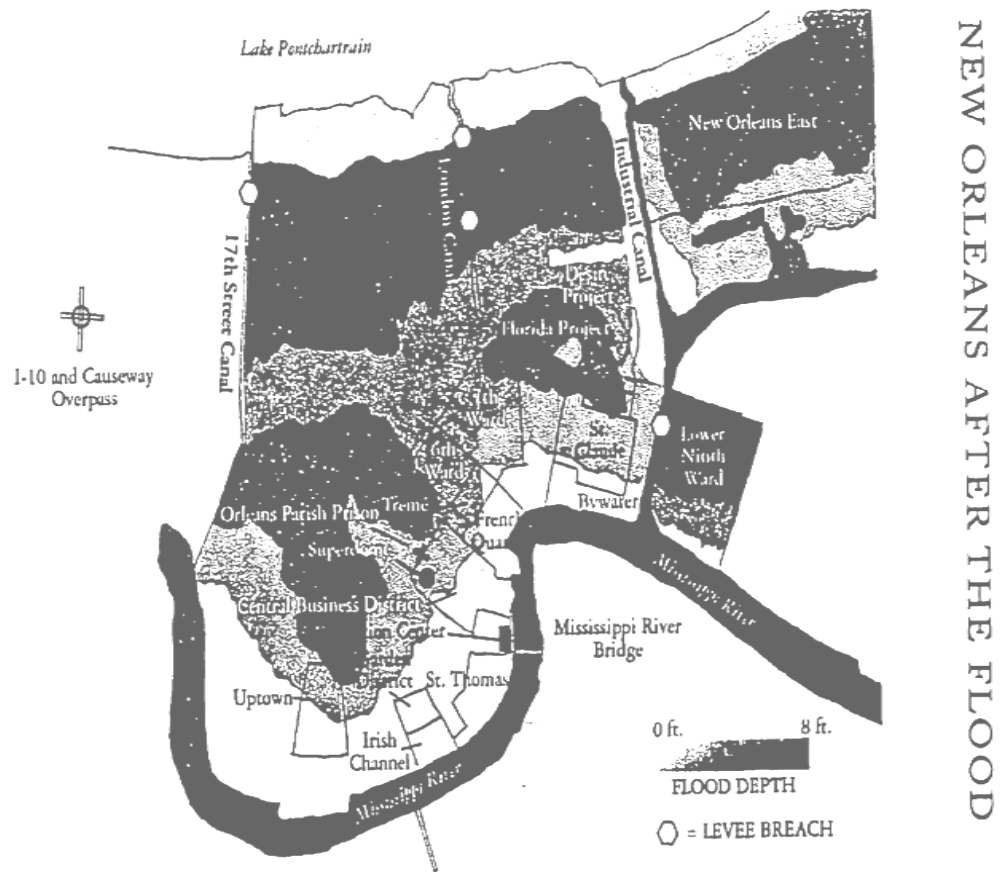 NEW ORLEANS AFTER THE FLOOD
Lake Pontchartrain
New Orleans East
Industrial Canal
17th Street Canal
Desire
Project
Florida Project
I-10 and Causeway
Overpass
7th
Ward
6th
Ward
St.
Claude
Lower
Ninth
Ward
Bywater
Treme
Orleans Parish Prison
French
Superdome
Central Business District
Center
Mississippi River
Mississippi River
Bridge
District
St. Thomas
Uptown
Irish
Channel
Mississippi River
0 ft.
8 ft.
FLOOD DEPTH
= LEVEE BREACH